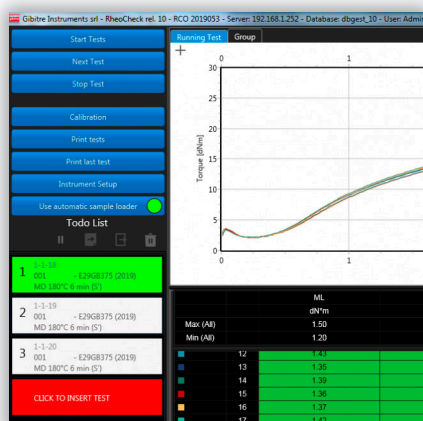 Gibitre Instruments srl - RheoCheck rel. 10 - RCO 2019053 - Server: 192.168.1.252 - Database: dbgest_10 - User: Admin
Start Tests
Next Test
Stop Test
Calibration
Print tests
Print last test
Instrument Setup
Use automatic sample loader
Todo List
1
1-1-18
001 - E29GB375 (2019)
MD 180°C 6 min (S')
2
1-1-19
001 - E29GB375 (2019)
MD 180°C 6 min (S')
3
1-1-20
001 - E29GB375 (2019)
MD 180°C 6 min (S')
CLICK TO INSERT TEST
Running Test Group
0 1
30
25
20
15
10
5
0
Torque [dNm]
0 1
ML
dN*m
Max (All) 1.50
Min (All) 1.20
12 1.43
13 1.35
14 1.39
15 1.36
16 1.37
17 1.42